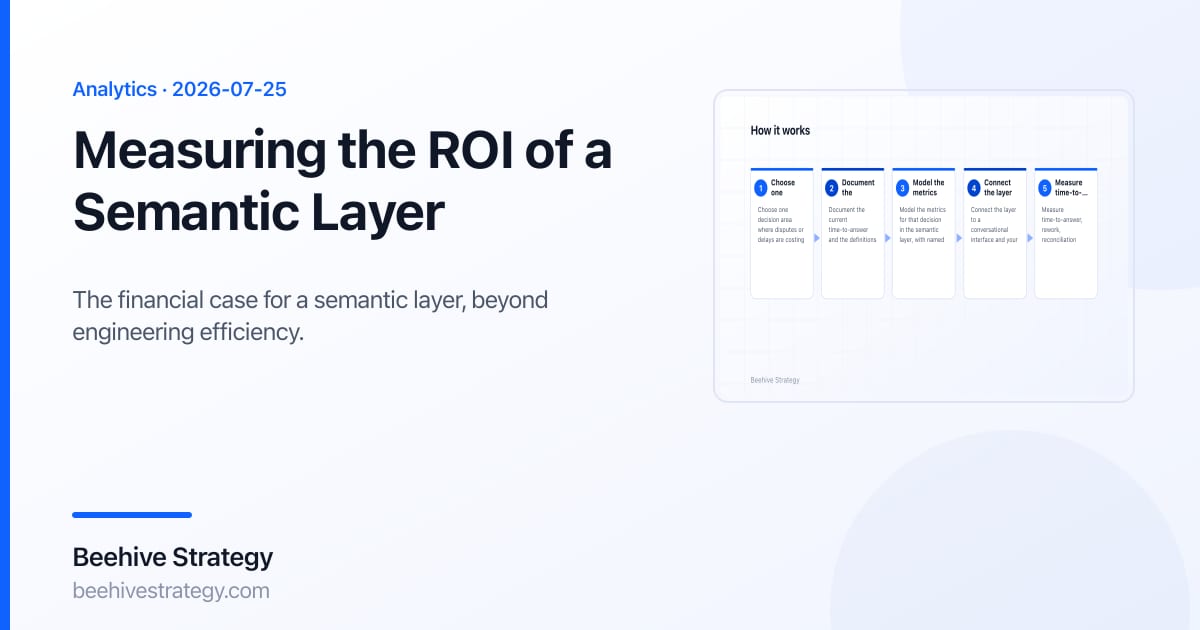 Analytics · 2026-07-25
Measuring the ROI of a
Semantic Layer
The financial case for a semantic layer, beyond
engineering efficiency.
Beehive Strategy
beehivestrategy.com
How it works
1
Choose
one
Choose one
decision area
where disputes or
delays are costing
2
Document
the
Document the
current
time-to-answer
and the definitions
3
Model the
metrics
Model the metrics
for that decision
in the semantic
layer, with named
4
Connect
the layer
Connect the layer
to a
conversational
interface and your
5
Measure
time-to-...
Measure
time-to-answer,
rework,
reconciliation
Beehive Strategy